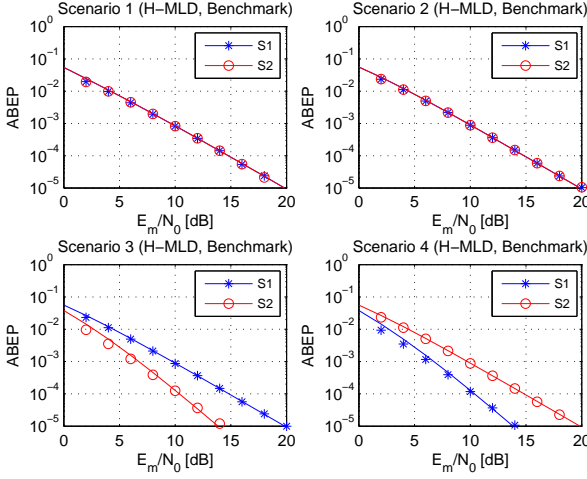 Scenario 1 (H−MLD, Benchmark)
10^0
10^−1
10^−2
10^−3
10^−4
10^−5
ABEP
S1
S2
0 5 10 15 20
E_m/N_0 [dB]
Scenario 2 (H−MLD, Benchmark)
10^0
10^−1
10^−2
10^−3
10^−4
10^−5
ABEP
S1
S2
0 5 10 15 20
E_m/N_0 [dB]
Scenario 3 (H−MLD, Benchmark)
10^0
10^−1
10^−2
10^−3
10^−4
10^−5
ABEP
S1
S2
0 5 10 15 20
E_m/N_0 [dB]
Scenario 4 (H−MLD, Benchmark)
10^0
10^−1
10^−2
10^−3
10^−4
10^−5
ABEP
S1
S2
0 5 10 15 20
E_m/N_0 [dB]